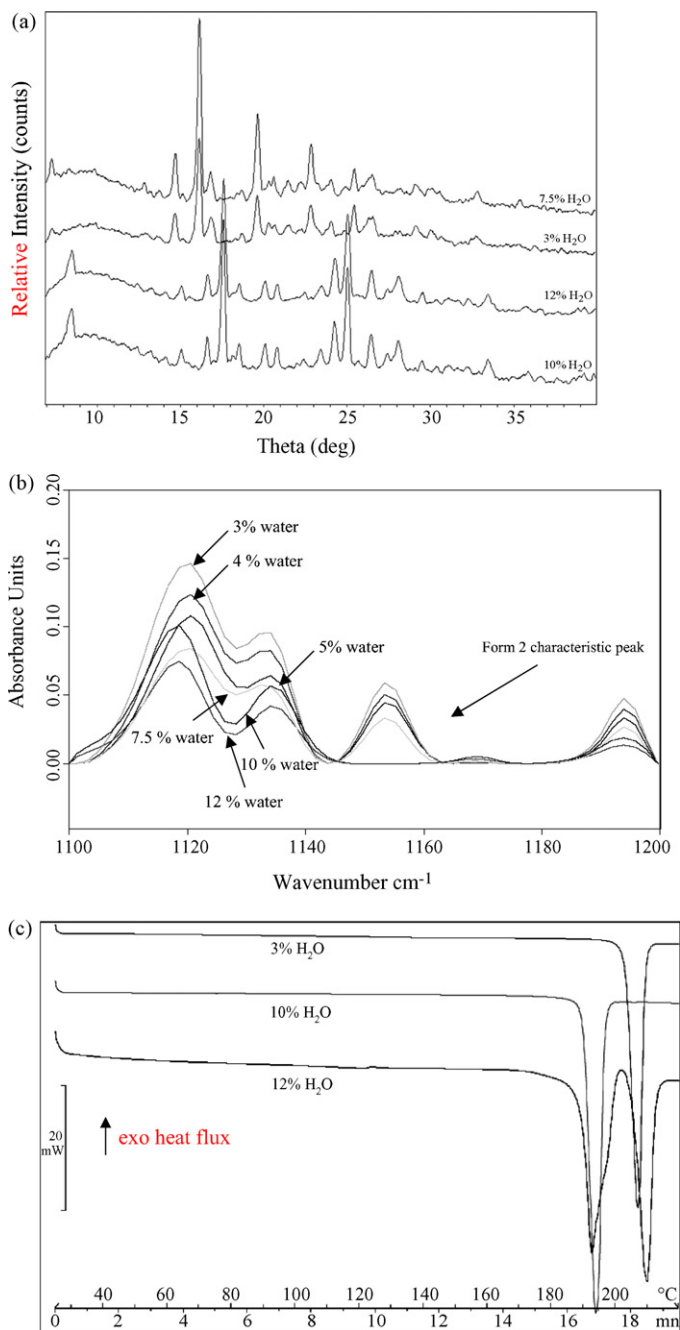 (a)
Relative Intensity (counts)
7.5% H2O
3% H2O
12% H2O
10% H2O
10 15 20 25 30 35
Theta (deg)
(b)
Absorbance Units
0.00 0.05 0.10 0.15 0.20
3% water
4 % water
5% water
Form 2 characteristic peak
7.5 % water
10 % water
12 % water
1100 1120 1140 1160 1180 1200
Wavenumber cm-1
(c)
3% H2O
10% H2O
12% H2O
20
mW
exo heat flux
40 60 80 100 120 140 160 180 200 °C
0 2 4 6 8 10 12 14 16 18 mn